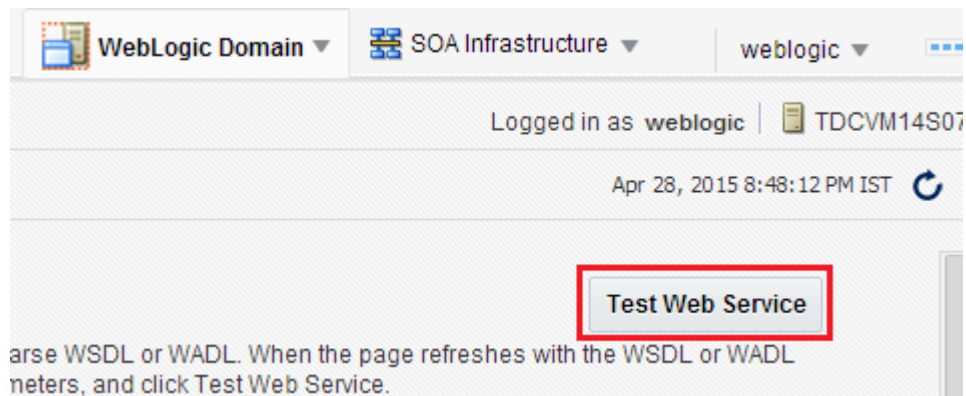 WebLogic Domain SOA Infrastructure weblogic
Logged in as weblogic TDCVM14S07
Apr 28, 2015 8:48:12 PM IST
Test Web Service
arse WSDL or WADL. When the page refreshes with the WSDL or WADL
meters, and click Test Web Service.